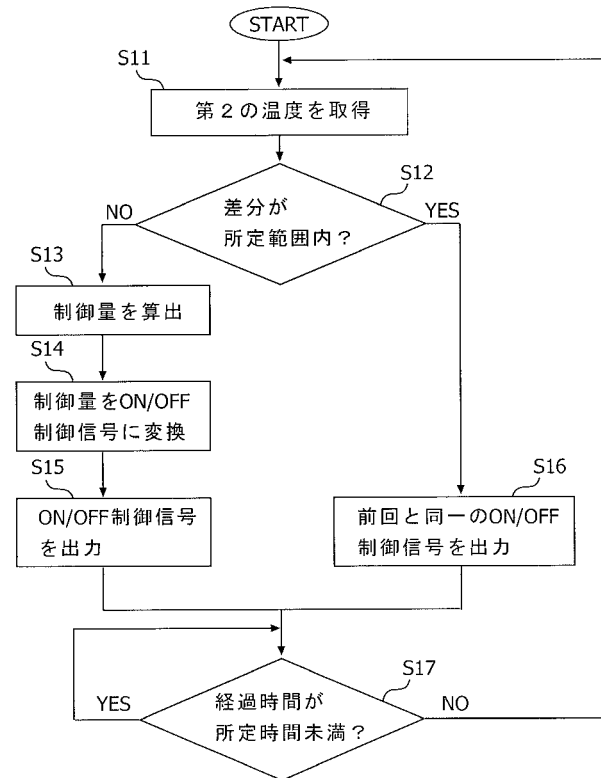 START
S11
第2の温度を取得
S12
差分が
所定範囲内?
NO
YES
S13
制御量を算出
S14
制御量をON/OFF
制御信号に変換
S15
ON/OFF制御信号
を出力
S16
前回と同一のON/OFF
制御信号を出力
S17
経過時間が
所定時間未満?
YES
NO